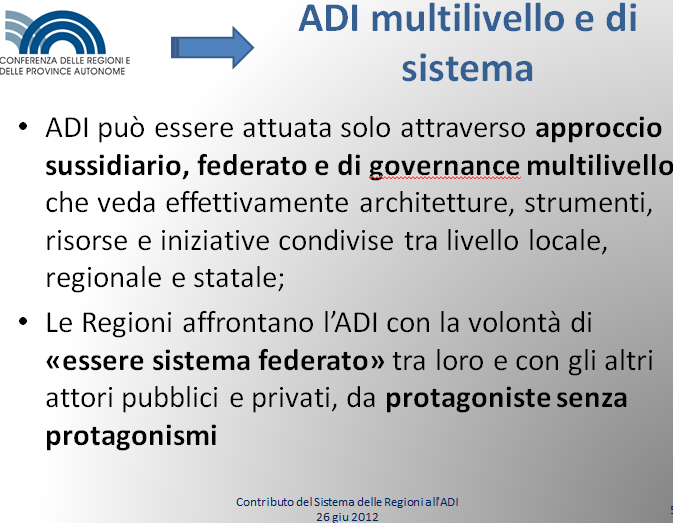 CONFERENZA DELLE REGIONI E
DELLE PROVINCE AUTONOME
ADI multilivello e di
sistema
• ADI può essere attuata solo attraverso approccio
sussidiario, federato e di governance multilivello
che veda effettivamente architetture, strumenti,
risorse e iniziative condivise tra livello locale,
regionale e statale;
• Le Regioni affrontano l'ADI con la volontà di
«essere sistema federato» tra loro e con gli altri
attori pubblici e privati, da protagoniste senza
protagonismi
Contributo del Sistema delle Regioni all'ADI
26 giu 2012